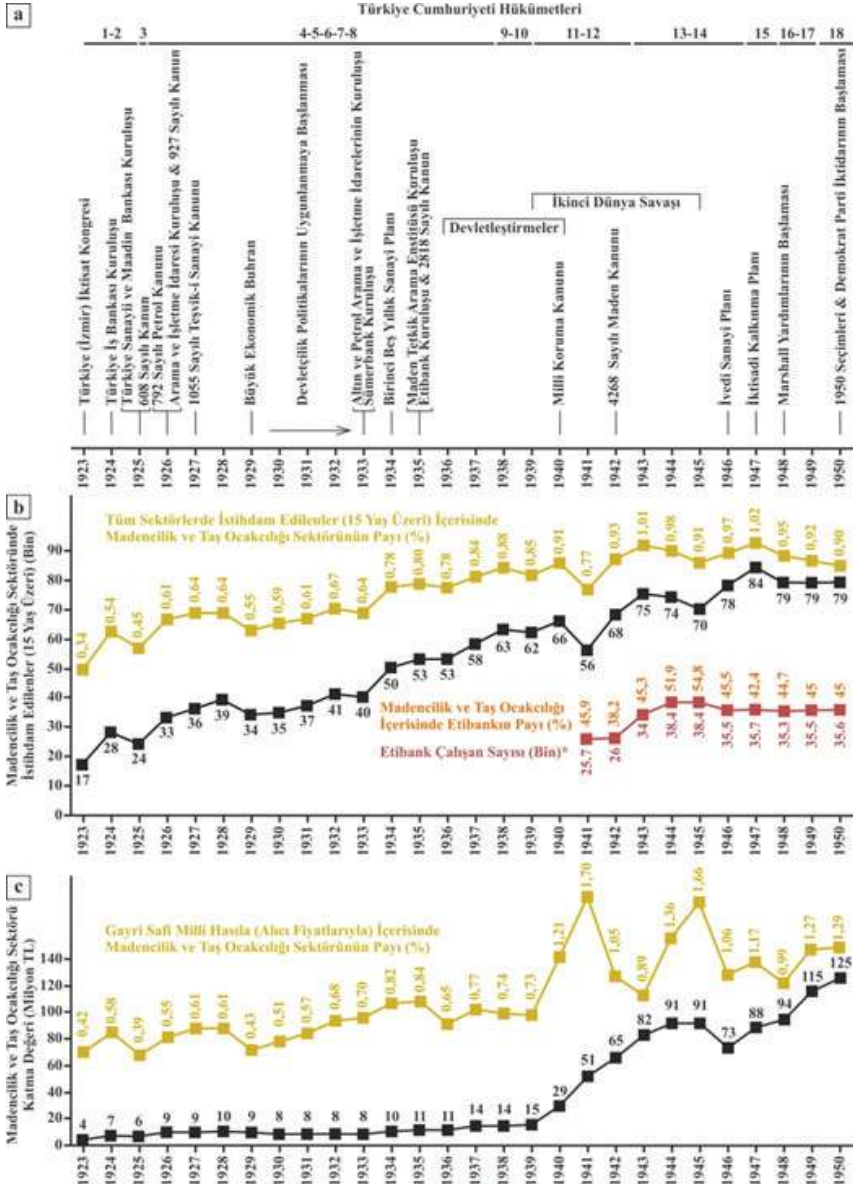 a
Türkiye Cumhuriyeti Hükümetleri
1-2 3 4-5-6-7-8 9-10 11-12 13-14 15 16-17 18
Türkiye (İzmir) İktisat Kongresi
Türkiye İş Bankası Kuruluşu
Türkiye Sanayii ve Maadin Bankası Kuruluşu
608 Sayılı Kanun
792 Sayılı Petrol Kanunu
Arama ve İşletme İdaresi Kuruluşu & 927 Sayılı Kanun
1055 Sayılı Teşvik-i Sanayi Kanunu
Büyük Ekonomik Buhran
Devletçilik Politikalarının Uygunlanmaya Başlanması
Altın ve Petrol Arama ve İşletme İdarelerinin Kuruluşu
Sümerbank Kuruluşu
Birinci Beş Yıllık Sanayi Planı
Maden Tetkik Arama Enstitüsü Kuruluşu
Etibank Kuruluşu & 2818 Sayılı Kanun
Devletleştirmeler
İkinci Dünya Savaşı
Milli Koruma Kanunu
4268 Sayılı Maden Kanunu
İvedi Sanayi Planı
İktisadi Kalkınma Planı
Marshall Yardımlarının Başlaması
1950 Seçimleri & Demokrat Parti İktidarının Başlaması
1923 1924 1925 1926 1927 1928 1929 1930 1931 1932 1933 1934 1935 1936 1937 1938 1939 1940 1941 1942 1943 1944 1945 1946 1947 1948 1949 1950
b
Madencilik ve Taş Ocakcılığı Sektöründe
İstihdam Edilenler (15 Yaş Üzeri) (Bin)
90
80
70
60
50
40
30
20
10
0
Tüm Sektörlerde İstihdam Edilenler (15 Yaş Üzeri) İçerisinde
Madencilik ve Taş Ocakcılığı Sektörünün Payı (%)
0,34 0,54 0,45 0,61 0,64 0,64 0,55 0,59 0,61 0,67 0,64 0,78 0,80 0,78 0,84 0,88 0,85 0,91 0,77 0,93 1,01 0,98 0,91 0,97 1,02 0,95 0,92 0,90
17 28 24 33 36 39 34 35 37 41 40 50 53 53 58 63 62 66 56 68 75 74 70 78 84 79 79 79
Madencilik ve Taş Ocakcılığı
İçerisinde Etibankın Payı (%)
45,9 38,2 45,3 51,9 54,8 45,5 42,4 44,7 45 45
Etibank Çalışan Sayısı (Bin)*
25.7 26 34 38.4 38.4 35.5 35.7 35.3 35.5 35.6
1923 1924 1925 1926 1927 1928 1929 1930 1931 1932 1933 1934 1935 1936 1937 1938 1939 1940 1941 1942 1943 1944 1945 1946 1947 1948 1949 1950
c
Madencilik ve Taş Ocakcılığı Sektörü
Katma Değeri (Milyon TL)
140
120
100
80
60
40
20
0
Gayri Safi Milli Hasıla (Alıcı Fiyatlarıyla) İçerisinde
Madencilik ve Taş Ocakcılığı Sektörünün Payı (%)
0,42 0,58 0,39 0,55 0,61 0,61 0,43 0,51 0,57 0,68 0,70 0,82 0,84 0,65 0,77 0,74 0,73 1,21 1,70 1,05 0,89 1,36 1,66 1,06 1,17 0,99 1,27 1,29
4 7 6 9 9 10 9 8 8 8 8 10 11 11 14 14 15 29 51 65 82 91 91 73 88 94 115 125
1923 1924 1925 1926 1927 1928 1929 1930 1931 1932 1933 1934 1935 1936 1937 1938 1939 1940 1941 1942 1943 1944 1945 1946 1947 1948 1949 1950